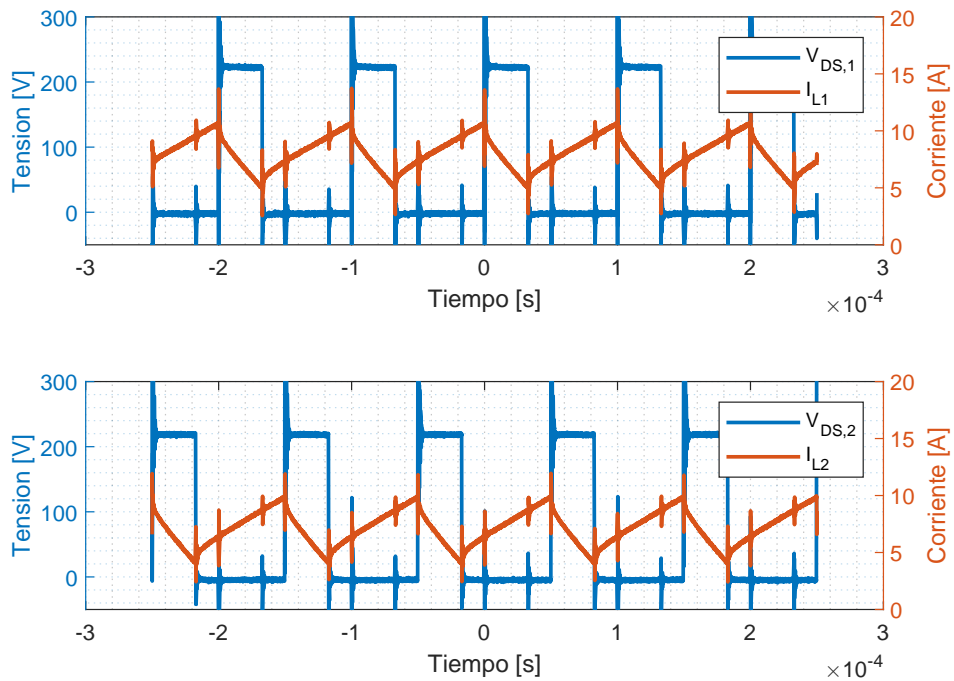 300
200
100
0
Tension [V]
20
15
10
5
0
Corriente [A]
V_DS,1
I_L1
-3 -2 -1 0 1 2 3
Tiempo [s]
×10^-4
300
200
100
0
Tension [V]
20
15
10
5
0
Corriente [A]
V_DS,2
I_L2
-3 -2 -1 0 1 2 3
Tiempo [s]
×10^-4